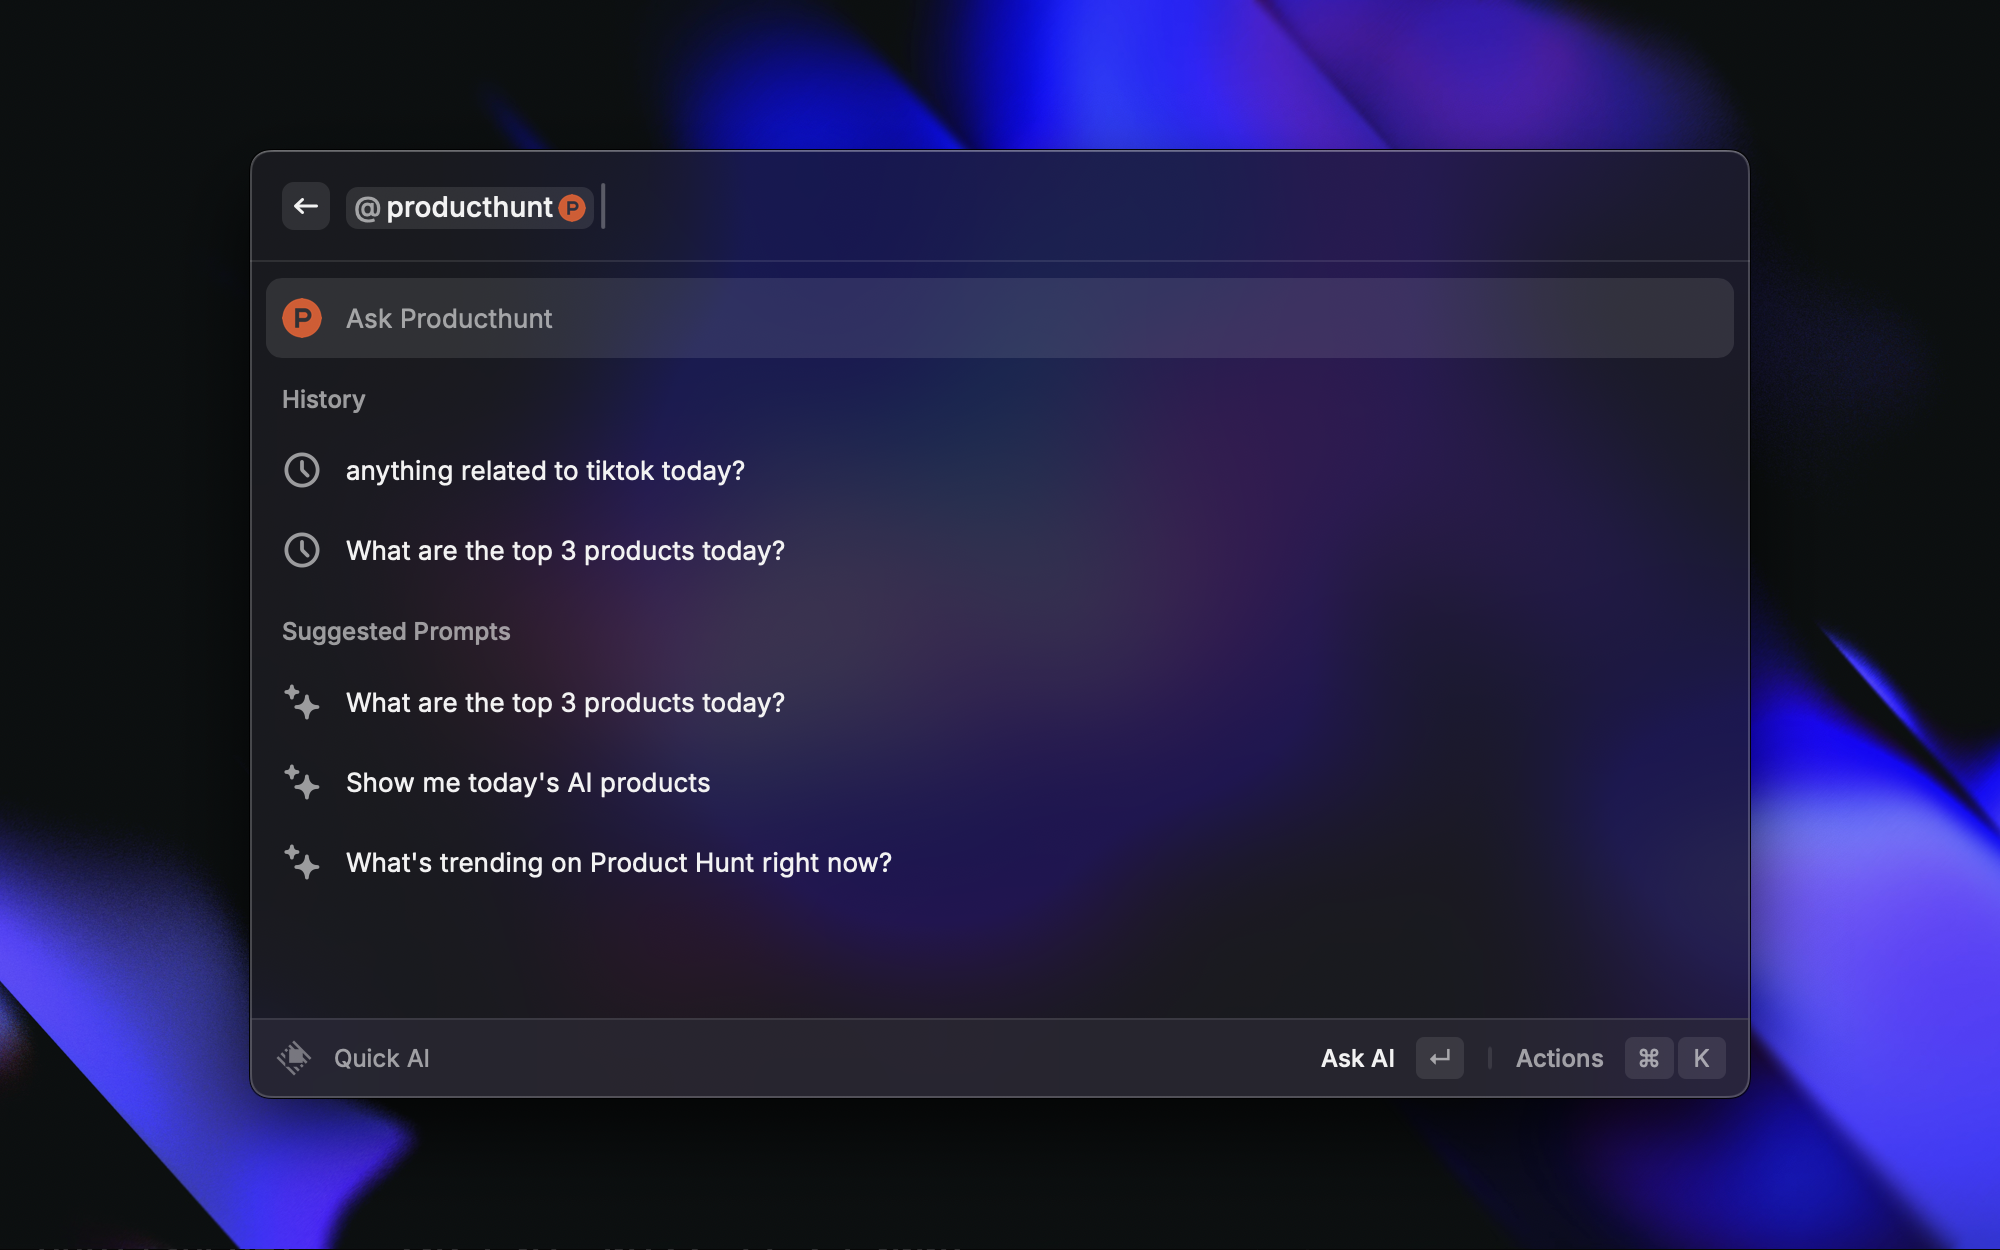 @producthunt P
P Ask Producthunt
History
anything related to tiktok today?
What are the top 3 products today?
Suggested Prompts
What are the top 3 products today?
Show me today's AI products
What's trending on Product Hunt right now?
Quick AI
Ask AI ↵ | Actions ⌘ K